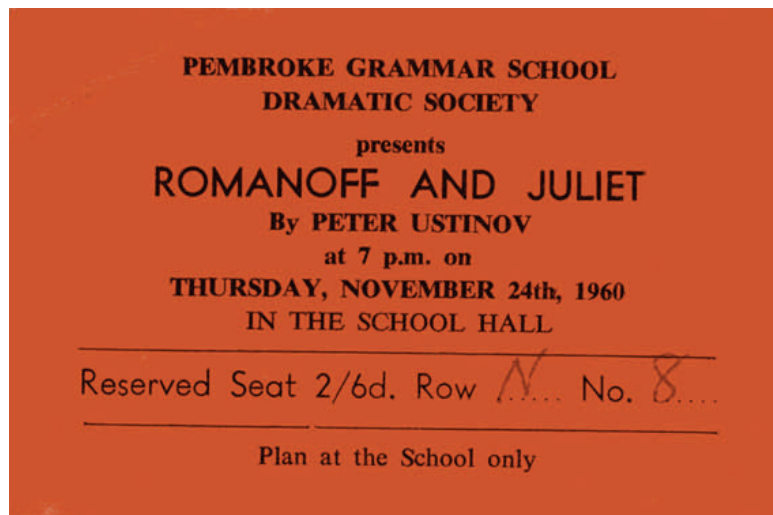 PEMBROKE GRAMMAR SCHOOL
DRAMATIC SOCIETY
presents
ROMANOFF AND JULIET
By PETER USTINOV
at 7 p.m. on
THURSDAY, NOVEMBER 24th, 1960
IN THE SCHOOL HALL
Reserved Seat 2/6d. Row N...... No. 8.....
Plan at the School only